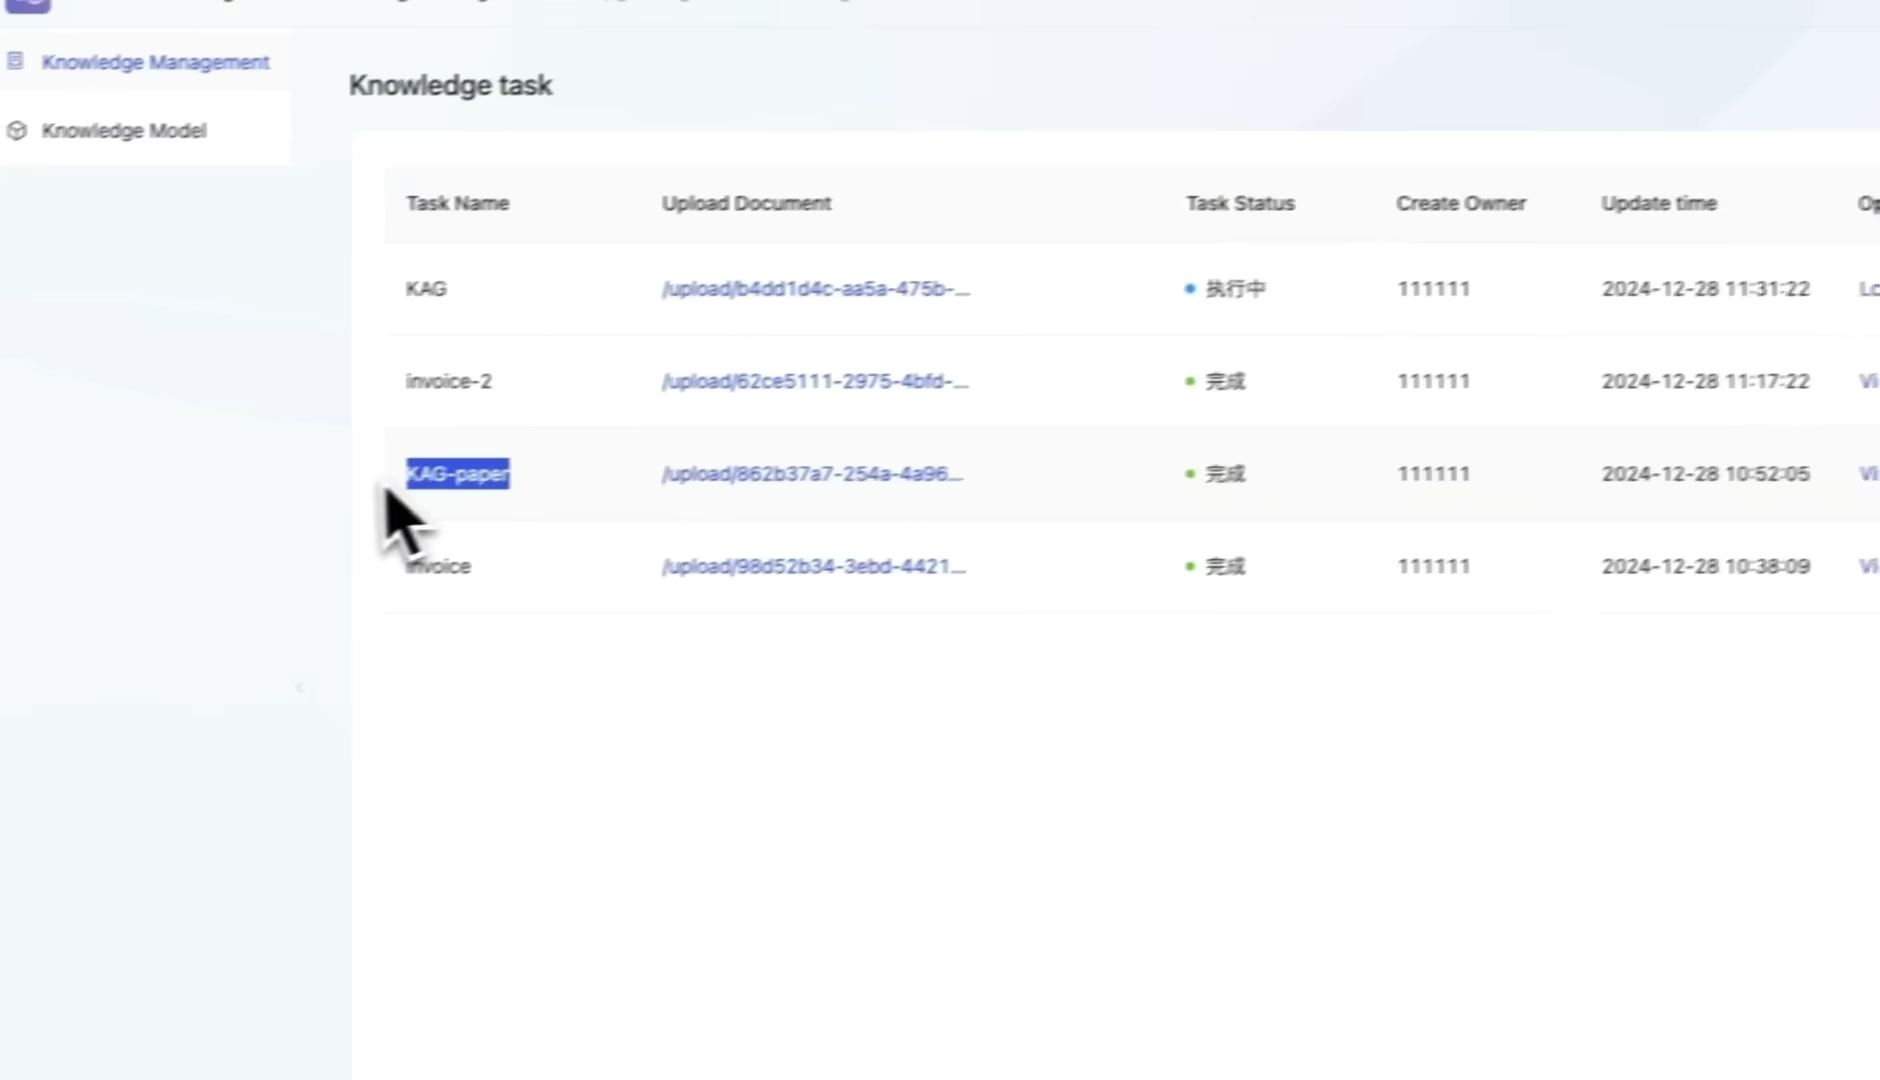 Knowledge Management
Knowledge Model
Knowledge task
Task Name Upload Document Task Status Create Owner Update time
KAG /upload/b4dd1d4c-aa5a-475b-... 执行中 111111 2024-12-28 11:31:22
invoice-2 /upload/62ce5111-2975-4bfd-... 完成 111111 2024-12-28 11:17:22
KAG-paper /upload/862b37a7-254a-4a96... 完成 111111 2024-12-28 10:52:05
invoice /upload/98d52b34-3ebd-4421... 完成 111111 2024-12-28 10:38:09